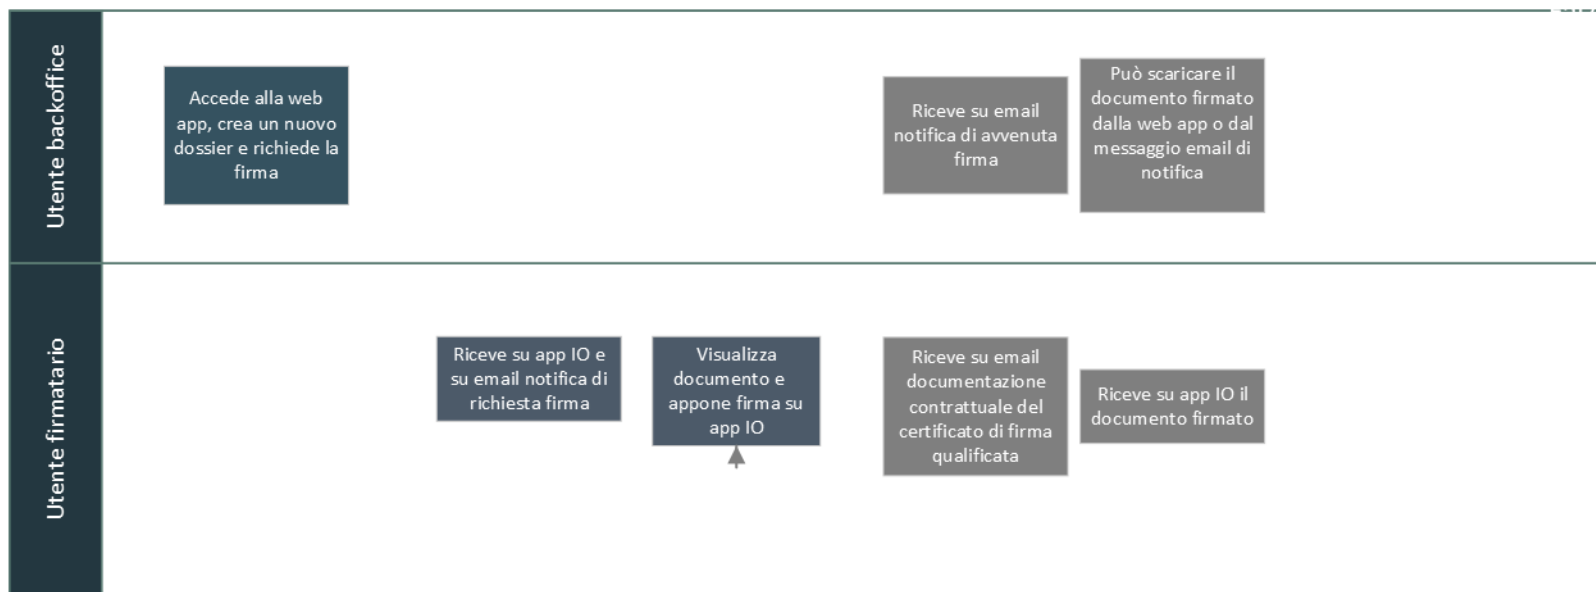 Utente backoffice
Accede alla web
app, crea un nuovo
dossier e richiede la
firma
Riceve su email
notifica di avvenuta
firma
Può scaricare il
documento firmato
dalla web app o dal
messaggio email di
notifica
Utente firmatario
Riceve su app IO e
su email notifica di
richiesta firma
Visualizza
documento e
appone firma su
app IO
Riceve su email
documentazione
contrattuale del
certificato di firma
qualificata
Riceve su app IO il
documento firmato